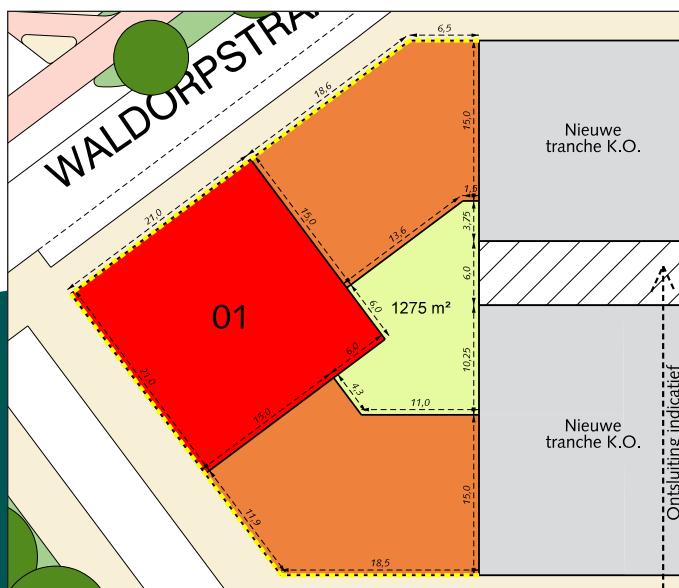 WALDORPSTRA
6,5
18,6
15,0
Nieuwe
tranche K.O.
21,0
15,0
1,5
13,6
3,75
6,0
01
6,0
1275 m²
6,0
10,25
21,0
15,0
4,3
11,0
Nieuwe
tranche K.O.
Ontsluiting indicatief
11,9
18,5
15,0